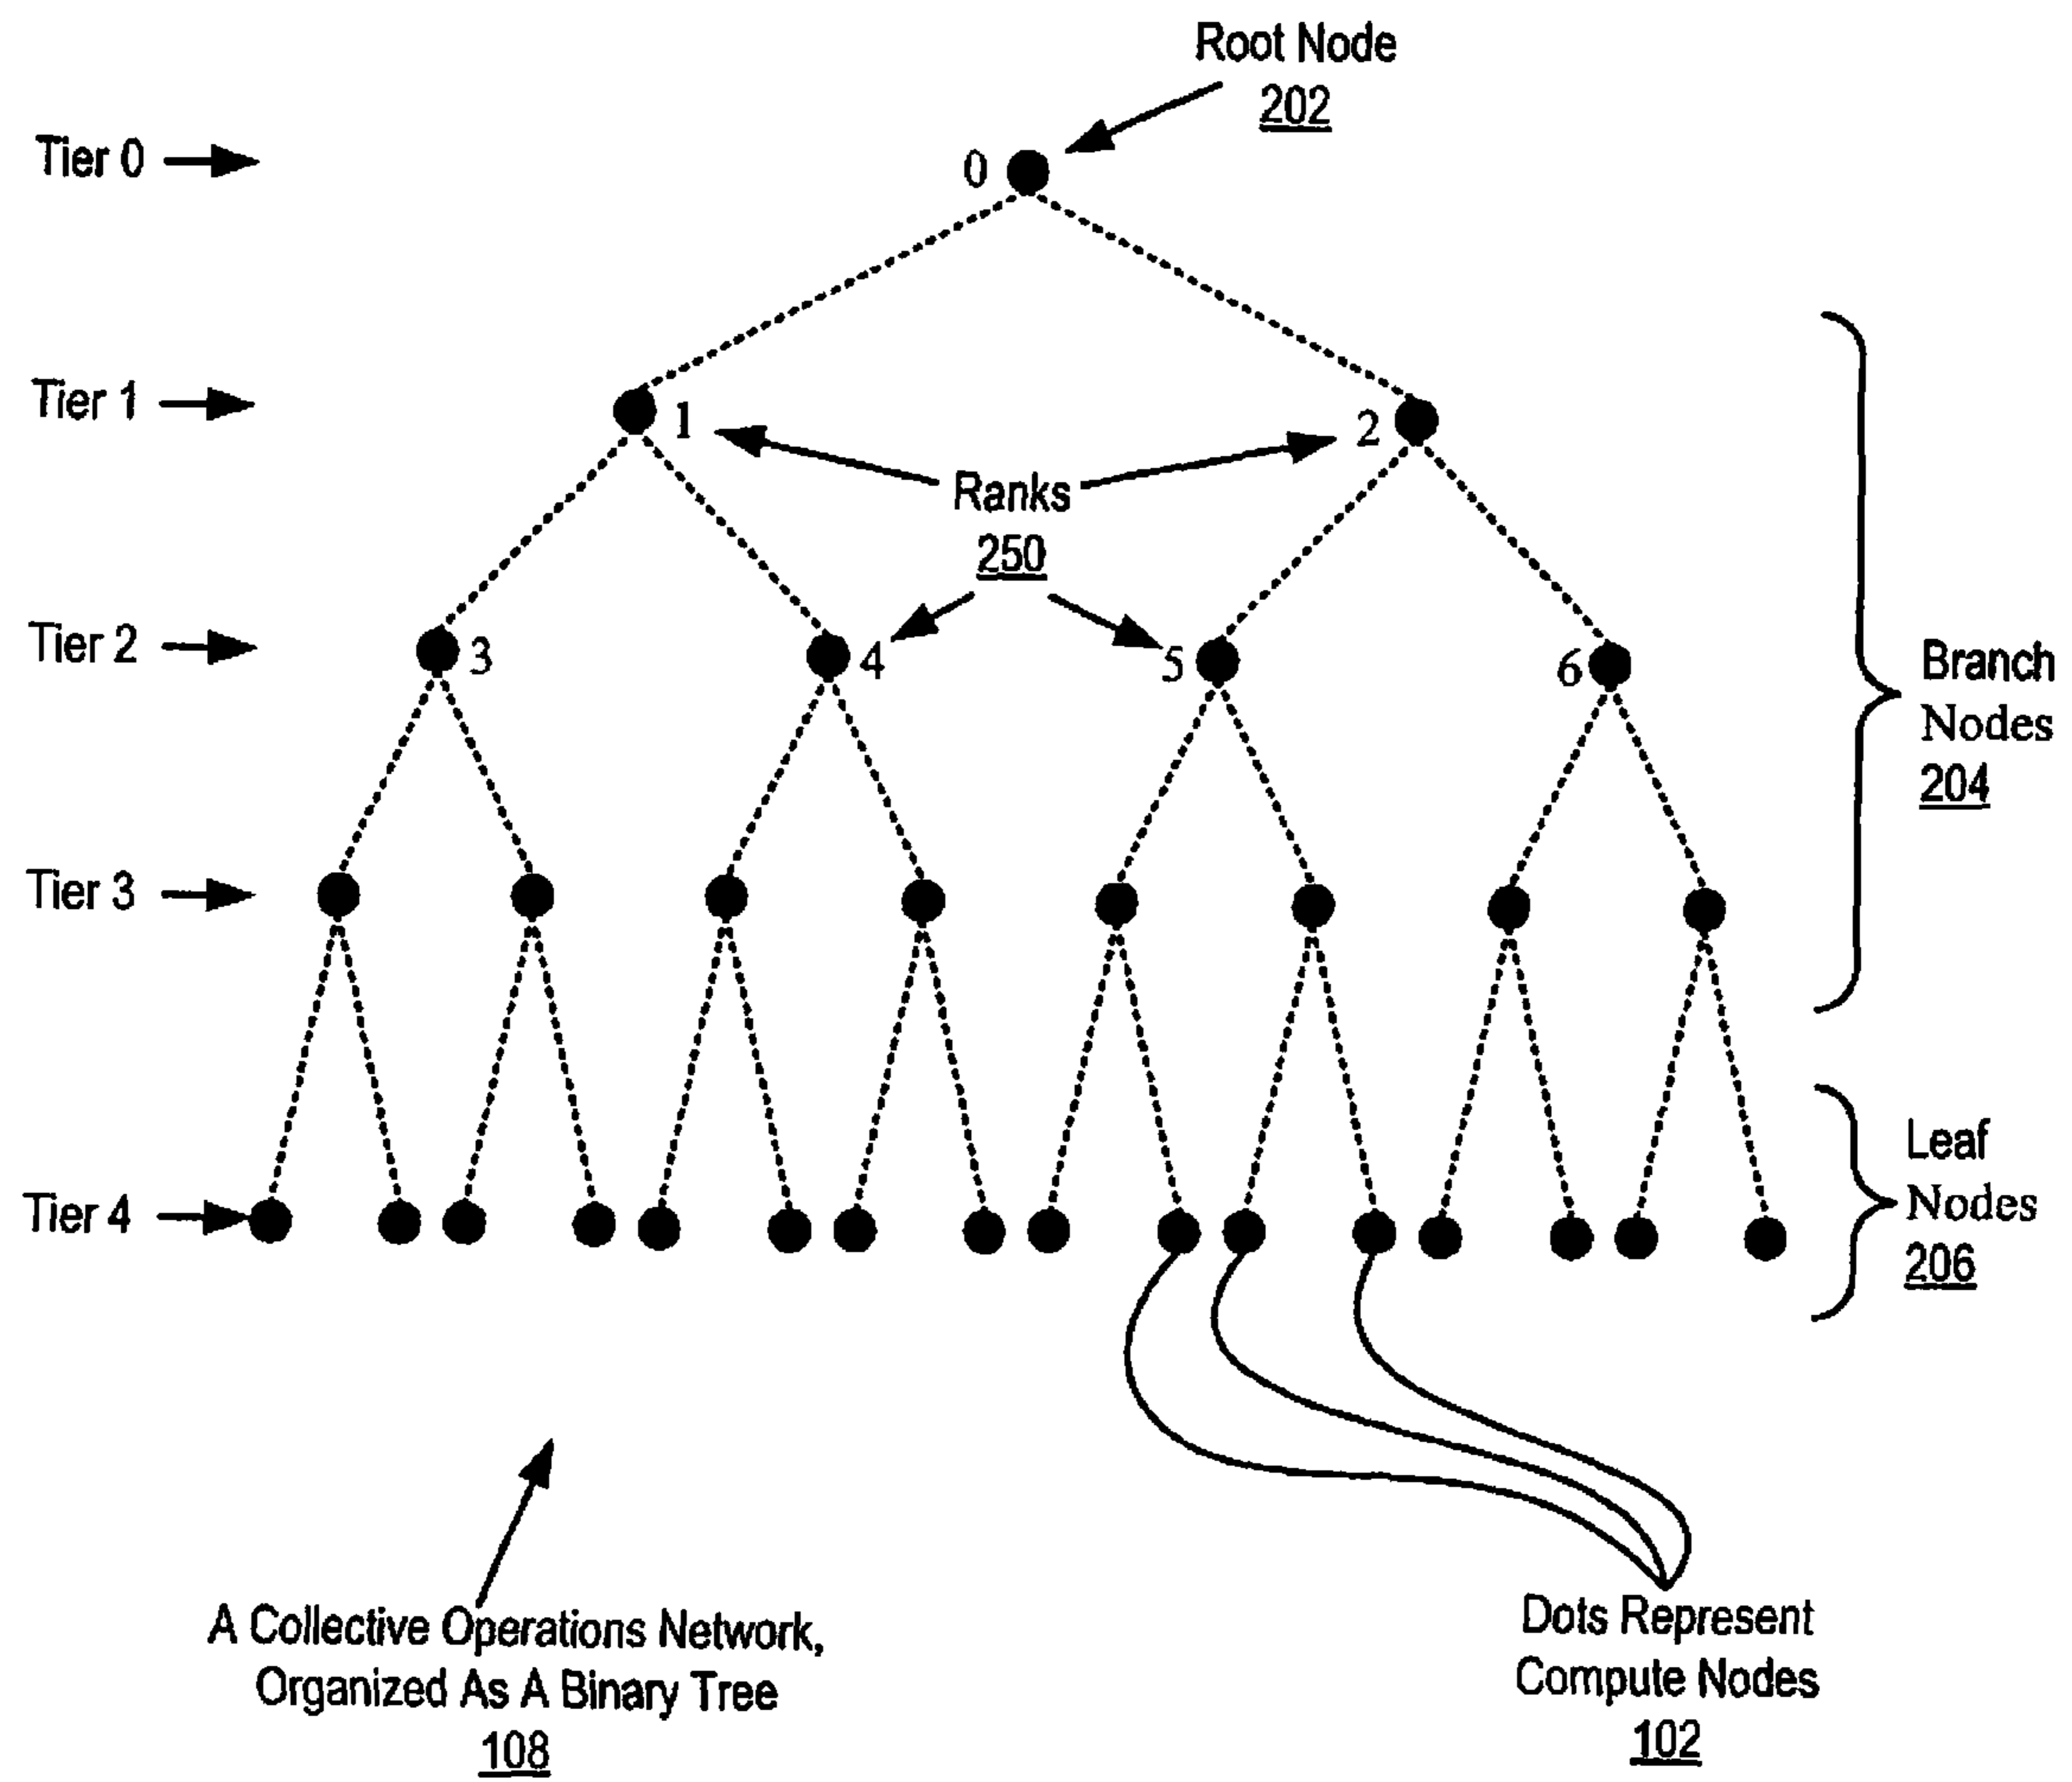 Root Node
202
Tier 0
0
Tier 1
1
2
Ranks
250
Tier 2
3
4
5
6
Branch
Nodes
204
Tier 3
Leaf
Nodes
206
Tier 4
A Collective Operations Network,
Organized As A Binary Tree
108
Dots Represent
Compute Nodes
102